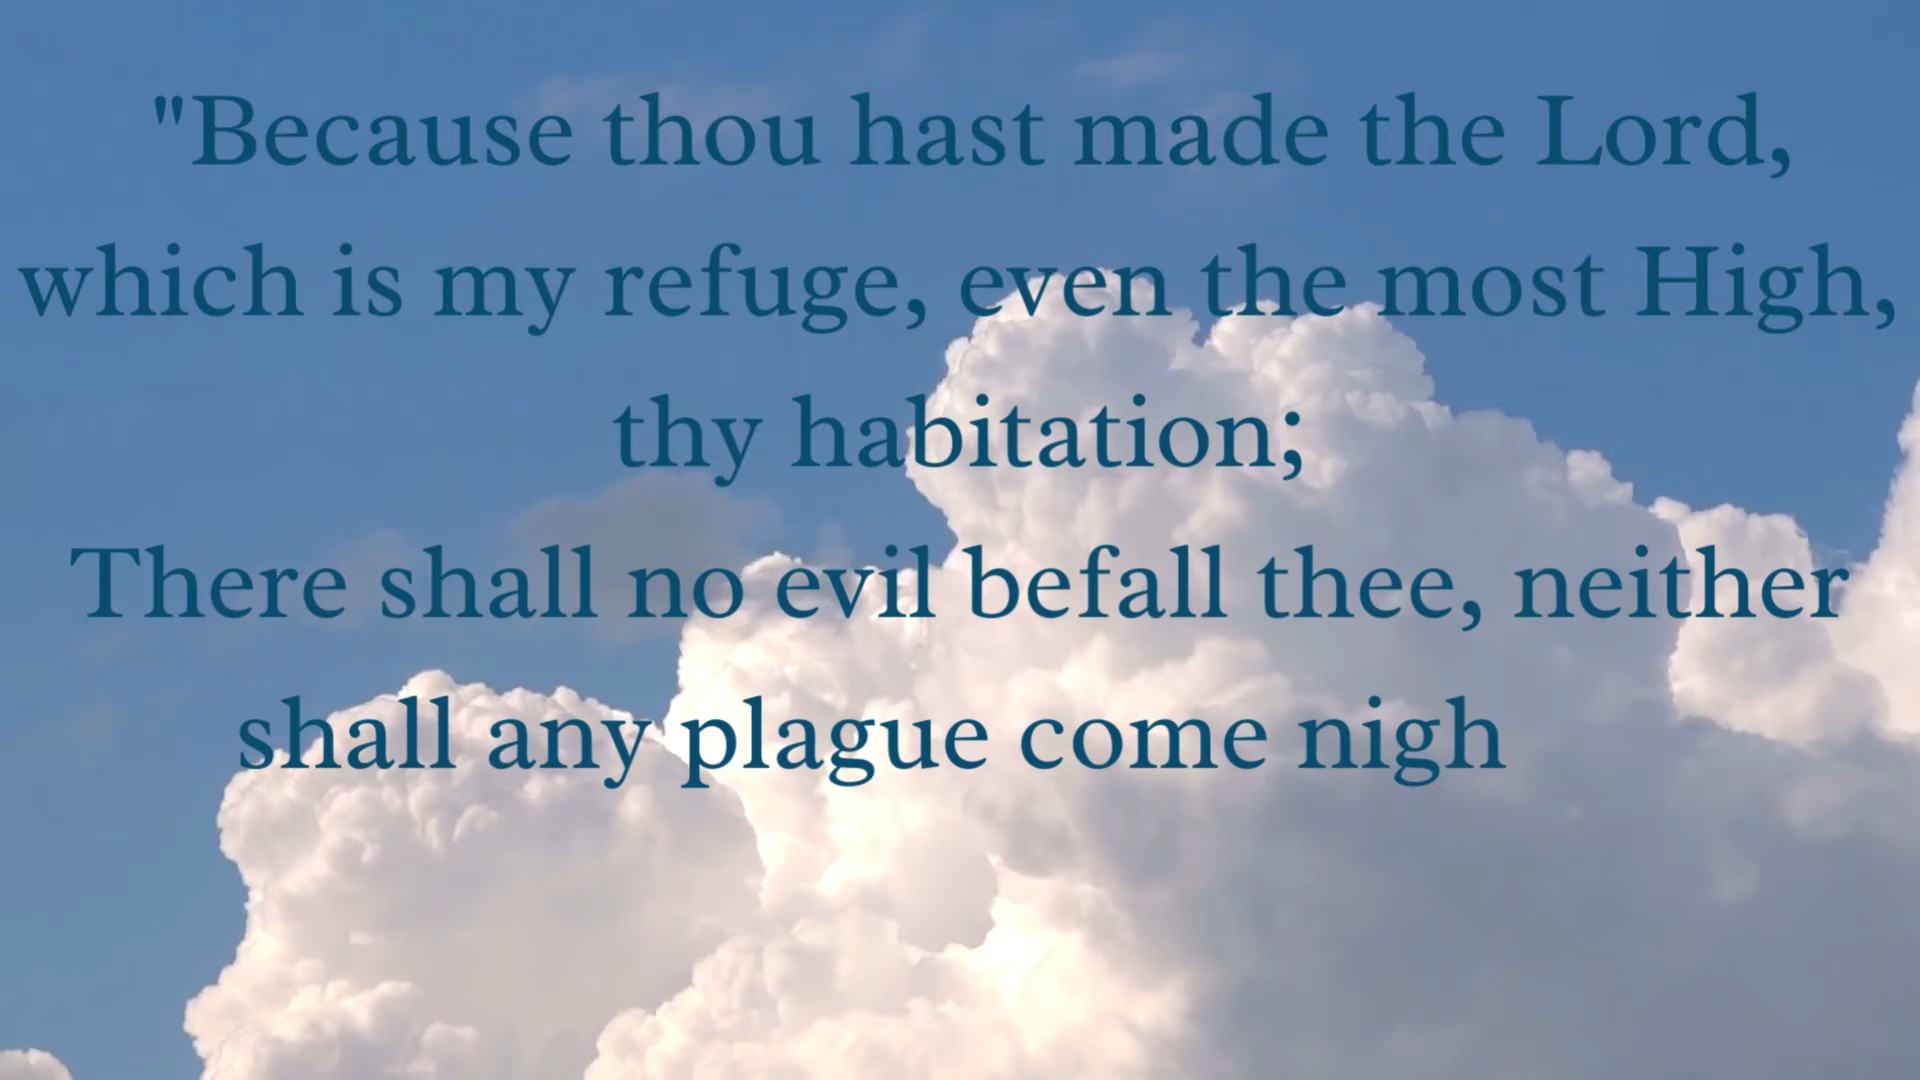 "Because thou hast made the Lord,
which is my refuge, even the most High,
thy habitation;
There shall no evil befall thee, neither
shall any plague come nigh